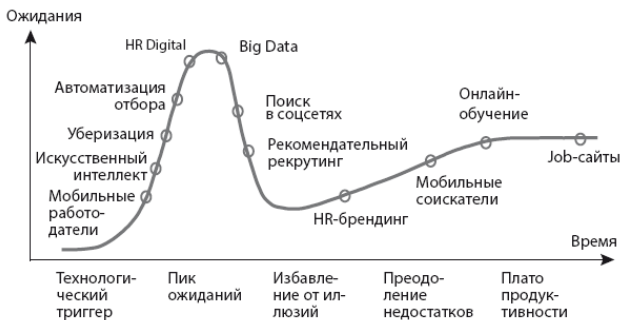 Ожидания
HR Digital
Big Data
Автоматизация
отбора
Уберизация
Искусственный
интеллект
Мобильные
работо-
датели
Поиск
в соцсетях
Рекомендательный
рекрутинг
HR-брендинг
Мобильные
соискатели
Онлайн-
обучение
Job-сайты
Время
Технологи-
ческий
триггер
Пик
ожиданий
Избавле-
ние от ил-
люзий
Преодо-
ление
недостатков
Плато
продук-
тивности